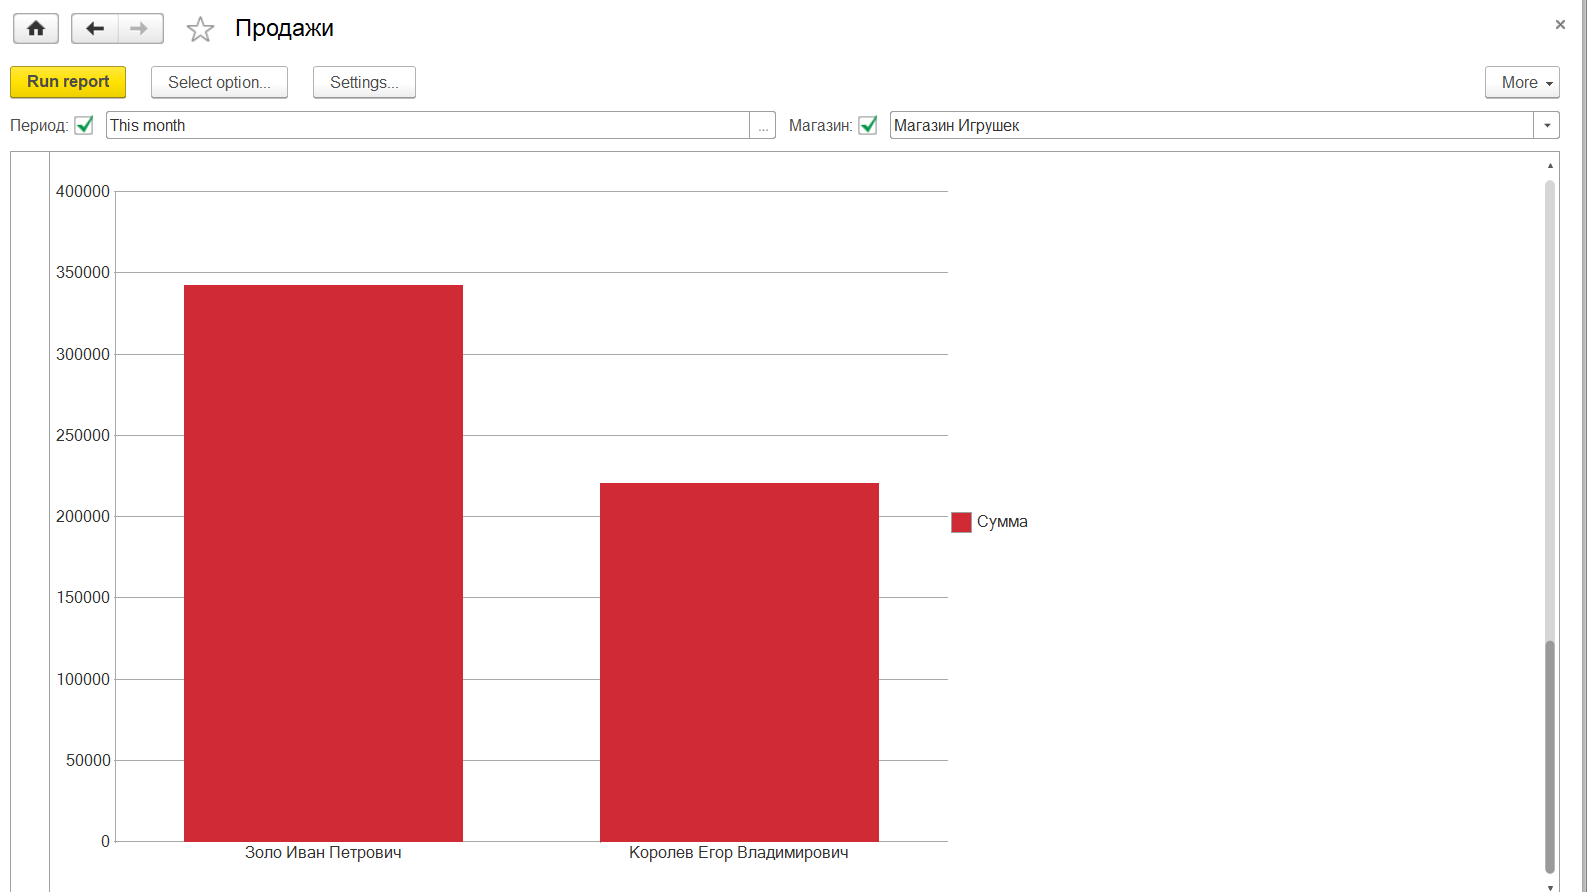 Продажи
Run report Select option... Settings... More
Период: This month ... Магазин: Магазин Игрушек
400000
350000
300000
250000
200000
Сумма
150000
100000
50000
0
Золо Иван Петрович Королев Егор Владимирович